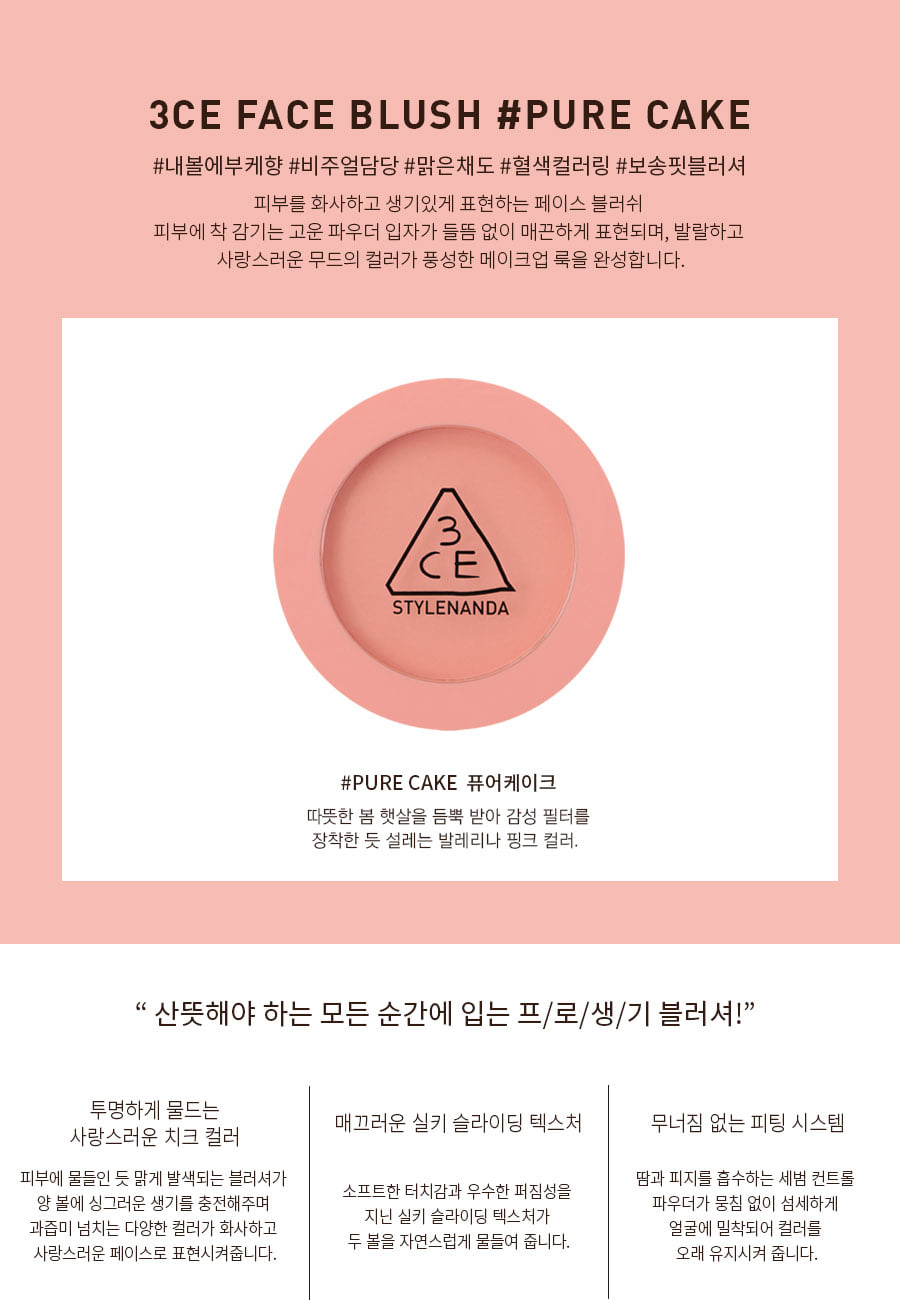 3CE FACE BLUSH #PURE CAKE
#내볼에부케향 #비주얼담당 #맑은채도 #혈색컬러링 #보송핏블러셔
피부를 화사하고 생기있게 표현하는 페이스 블러쉬
피부에 착 감기는 고운 파우더 입자가 들뜸 없이 매끈하게 표현되며, 발랄하고
사랑스러운 무드의 컬러가 풍성한 메이크업 룩을 완성합니다.
3
CE
STYLENANDA
#PURE CAKE 퓨어케이크
따뜻한 봄 햇살을 듬뿍 받아 감성 필터를
장착한 듯 설레는 발레리나 핑크 컬러.
“ 산뜻해야 하는 모든 순간에 입는 프/로/생/기 블러셔!”
투명하게 물드는
사랑스러운 치크 컬러
피부에 물들인 듯 맑게 발색되는 블러셔가
양 볼에 싱그러운 생기를 충전해주며
과즙미 넘치는 다양한 컬러가 화사하고
사랑스러운 페이스로 표현시켜줍니다.
매끄러운 실키 슬라이딩 텍스처
소프트한 터치감과 우수한 퍼짐성을
지닌 실키 슬라이딩 텍스처가
두 볼을 자연스럽게 물들여 줍니다.
무너짐 없는 피팅 시스템
땀과 피지를 흡수하는 세범 컨트롤
파우더가 뭉침 없이 섬세하게
얼굴에 밀착되어 컬러를
오래 유지시켜 줍니다.